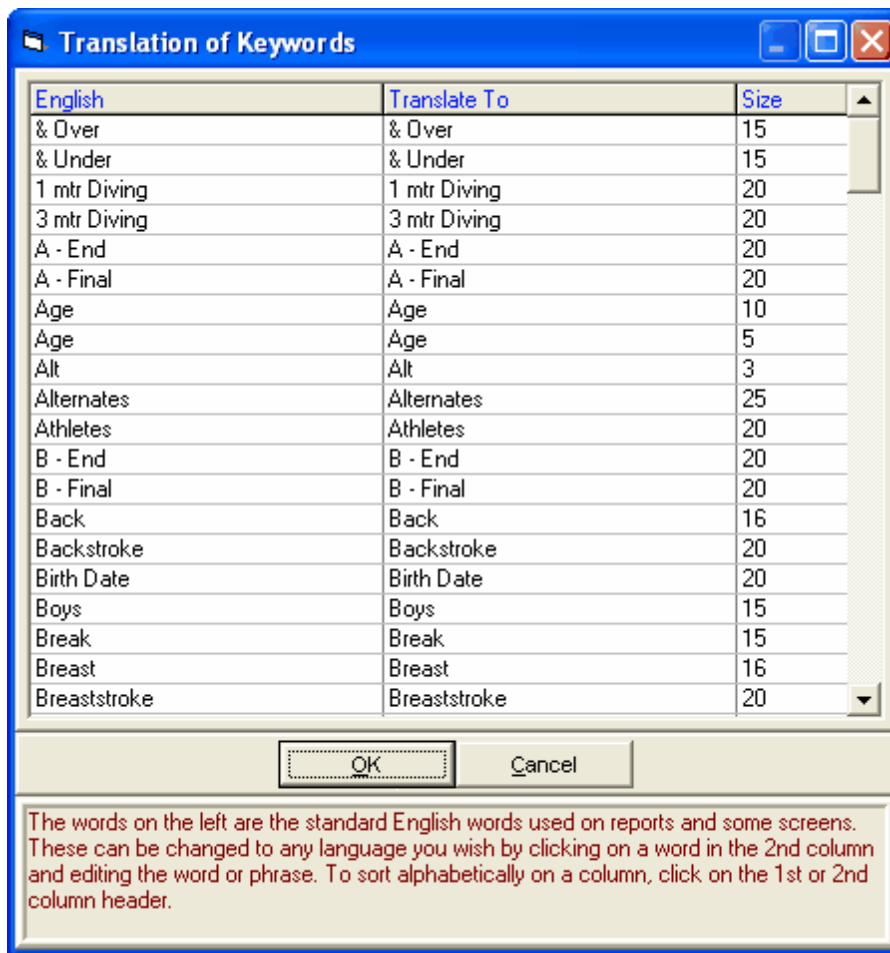 Translation of Keywords
English Translate To Size
& Over & Over 15
& Under & Under 15
1 mtr Diving 1 mtr Diving 20
3 mtr Diving 3 mtr Diving 20
A - End A - End 20
A - Final A - Final 20
Age Age 10
Age Age 5
Alt Alt 3
Alternates Alternates 25
Athletes Athletes 20
B - End B - End 20
B - Final B - Final 20
Back Back 16
Backstroke Backstroke 20
Birth Date Birth Date 20
Boys Boys 15
Break Break 15
Breast Breast 16
Breaststroke Breaststroke 20
OK Cancel
The words on the left are the standard English words used on reports and some screens.
These can be changed to any language you wish by clicking on a word in the 2nd column
and editing the word or phrase. To sort alphabetically on a column, click on the 1st or 2nd
column header.